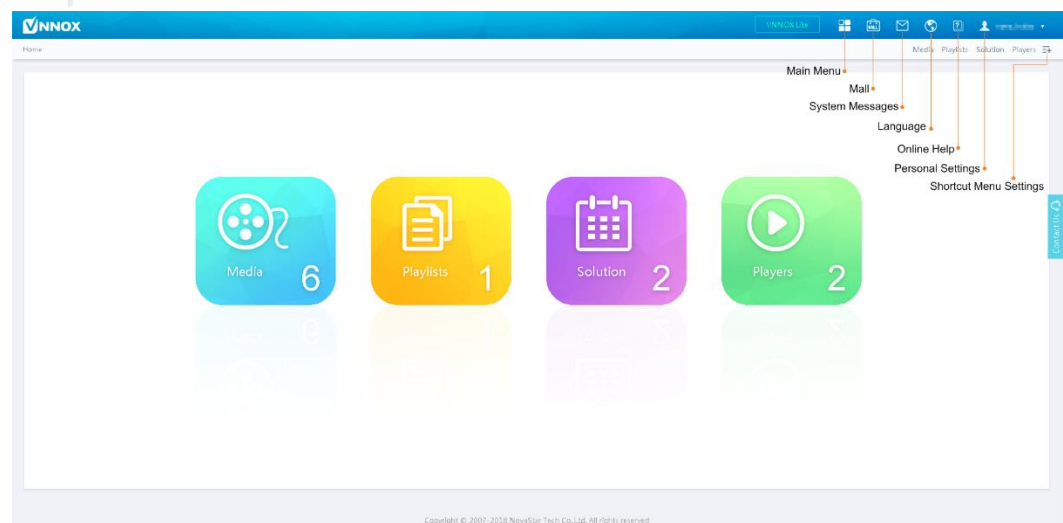 VNNOX
VNNOX Lite
MALL
Home
Media Playlists Solution Players
Main Menu
Mall
System Messages
Language
Online Help
Personal Settings
Shortcut Menu Settings
Contact Us
Media 6
Playlists 1
Solution 2
Players 2
Copyright © 2007-2018 NovaStar Tech Co.,Ltd. All rights reserved